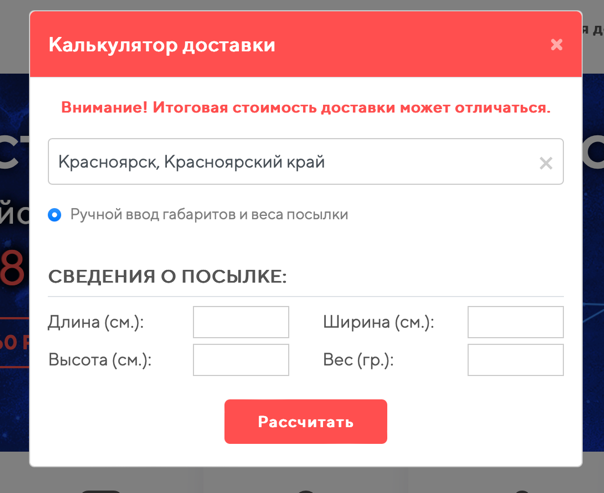 Калькулятор доставки
Внимание! Итоговая стоимость доставки может отличаться.
Красноярск, Красноярский край
Ручной ввод габаритов и веса посылки
СВЕДЕНИЯ О ПОСЫЛКЕ:
Длина (см.):
Ширина (см.):
Высота (см.):
Вес (гр.):
Рассчитать